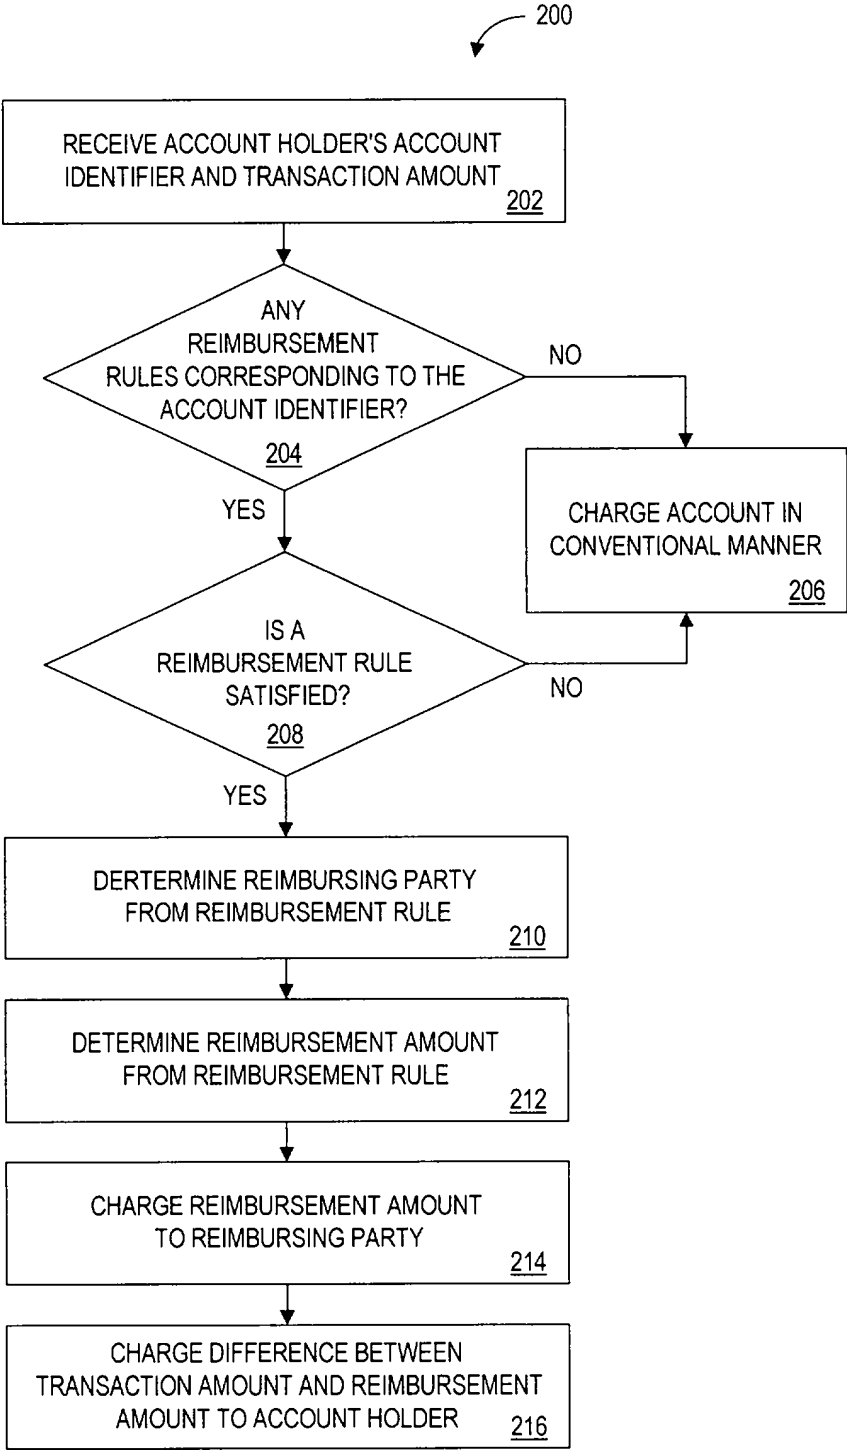 200
RECEIVE ACCOUNT HOLDER'S ACCOUNT
IDENTIFIER AND TRANSACTION AMOUNT
202
ANY
REIMBURSEMENT
RULES CORRESPONDING TO THE
ACCOUNT IDENTIFIER?
204
NO
YES
CHARGE ACCOUNT IN
CONVENTIONAL MANNER
206
IS A
REIMBURSEMENT RULE
SATISFIED?
208
NO
YES
DERTERMINE REIMBURSING PARTY
FROM REIMBURSEMENT RULE
210
DETERMINE REIMBURSEMENT AMOUNT
FROM REIMBURSEMENT RULE
212
CHARGE REIMBURSEMENT AMOUNT
TO REIMBURSING PARTY
214
CHARGE DIFFERENCE BETWEEN
TRANSACTION AMOUNT AND REIMBURSEMENT
AMOUNT TO ACCOUNT HOLDER
216